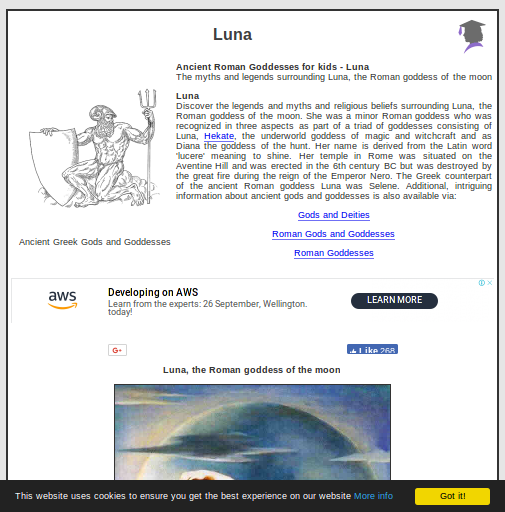 Luna
Ancient Roman Goddesses for kids - Luna
The myths and legends surrounding Luna, the Roman goddess of the moon
Luna
Discover the legends and myths and religious beliefs surrounding Luna, the
Roman goddess of the moon. She was a minor Roman goddess who was
recognized in three aspects as part of a triad of goddesses consisting of
Luna, Hekate, the underworld goddess of magic and witchcraft and as
Diana the goddess of the hunt. Her name is derived from the Latin word
'lucere' meaning to shine. Her temple in Rome was situated on the
Aventine Hill and was erected in the 6th century BC but was destroyed by
the great fire during the reign of the Emperor Nero. The Greek counterpart
of the ancient Roman goddess Luna was Selene. Additional, intriguing
information about ancient gods and goddesses is also available via:
Gods and Deities
Roman Gods and Goddesses
Roman Goddesses
Ancient Greek Gods and Goddesses
aws
Developing on AWS
Learn from the experts: 26 September, Wellington.
today!
LEARN MORE
G+
Like 268
Luna, the Roman goddess of the moon
This website uses cookies to ensure you get the best experience on our website More info
Got it!